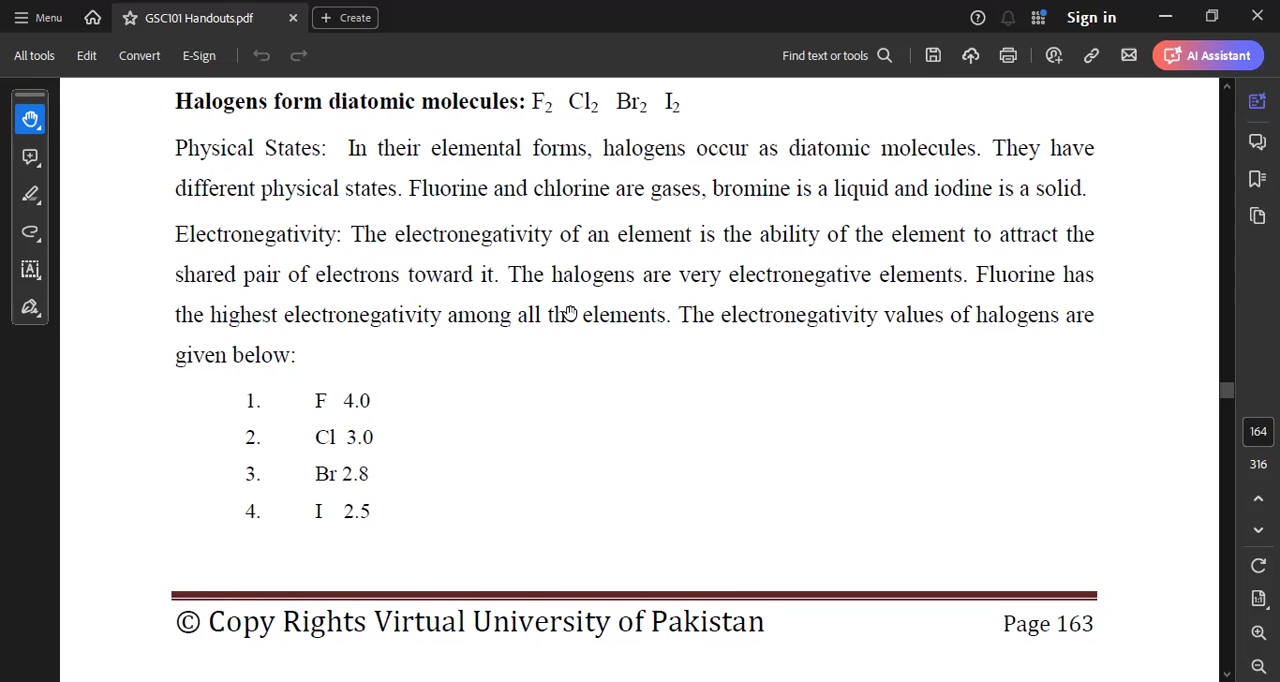 Menu
GSC101 Handouts.pdf
Create
Sign in
All tools Edit Convert E-Sign
Find text or tools
AI Assistant
Halogens form diatomic molecules: F₂ Cl₂ Br₂ I₂
Physical States: In their elemental forms, halogens occur as diatomic molecules. They have
different physical states. Fluorine and chlorine are gases, bromine is a liquid and iodine is a solid.
Electronegativity: The electronegativity of an element is the ability of the element to attract the
shared pair of electrons toward it. The halogens are very electronegative elements. Fluorine has
the highest electronegativity among all the elements. The electronegativity values of halogens are
given below:
1. F 4.0
2. Cl 3.0
3. Br 2.8
4. I 2.5
© Copy Rights Virtual University of Pakistan
Page 163
164
316